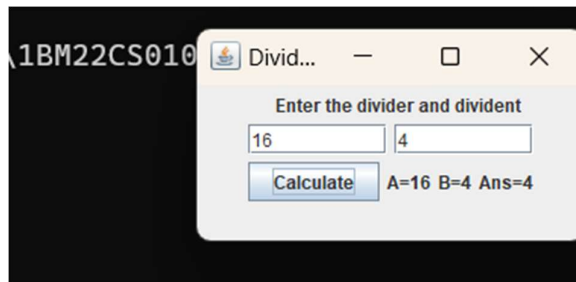 \1BM22CS010
Divid...
Enter the divider and divident
16 4
Calculate A=16 B=4 Ans=4